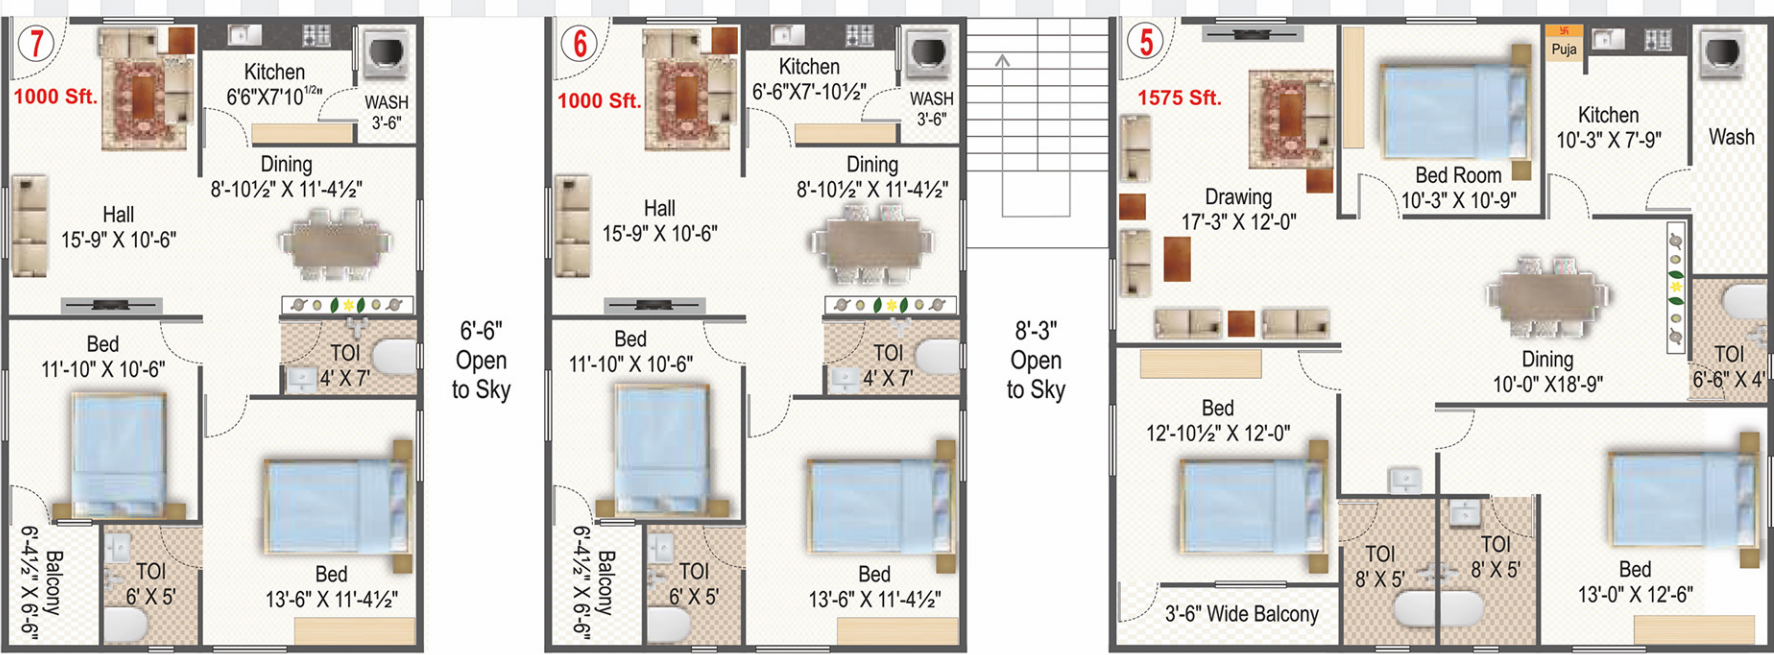 7
1000 Sft.
Kitchen
6'6"X7'10 1/2"
WASH
3'-6"
Dining
8'-10½" X 11'-4½"
Hall
15'-9" X 10'-6"
Bed
11'-10" X 10'-6"
TOI
4' X 7'
Balcony
6'-4½" X 6'-6"
TOI
6' X 5'
Bed
13'-6" X 11'-4½"
6'-6"
Open
to Sky
6
1000 Sft.
Kitchen
6'-6"X7'-10½"
WASH
3'-6"
Dining
8'-10½" X 11'-4½"
Hall
15'-9" X 10'-6"
Bed
11'-10" X 10'-6"
TOI
4' X 7'
Balcony
6'-4½" X 6'-6"
TOI
6' X 5'
Bed
13'-6" X 11'-4½"
8'-3"
Open
to Sky
5
1575 Sft.
Drawing
17'-3" X 12'-0"
Bed Room
10'-3" X 10'-9"
卐
Puja
Kitchen
10'-3" X 7'-9"
Wash
Dining
10'-0" X18'-9"
TOI
6'-6" X 4'
Bed
12'-10½" X 12'-0"
3'-6" Wide Balcony
TOI
8' X 5'
TOI
8' X 5'
Bed
13'-0" X 12'-6"